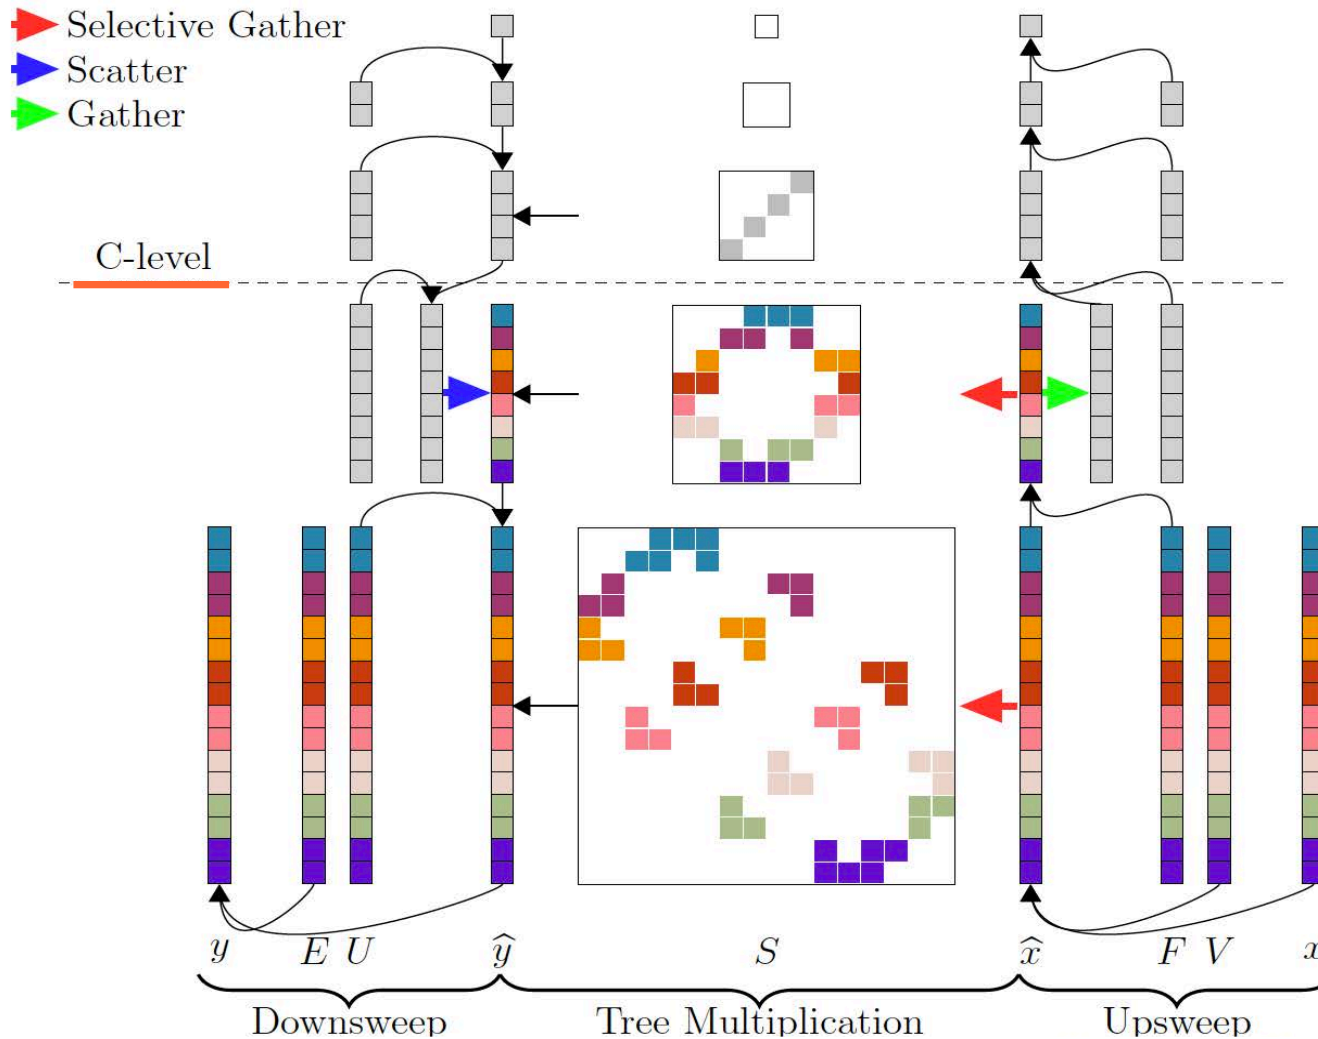 Selective Gather
Scatter
Gather
C-level
y E U ŷ S x̂ F V x
Downsweep Tree Multiplication Upsweep